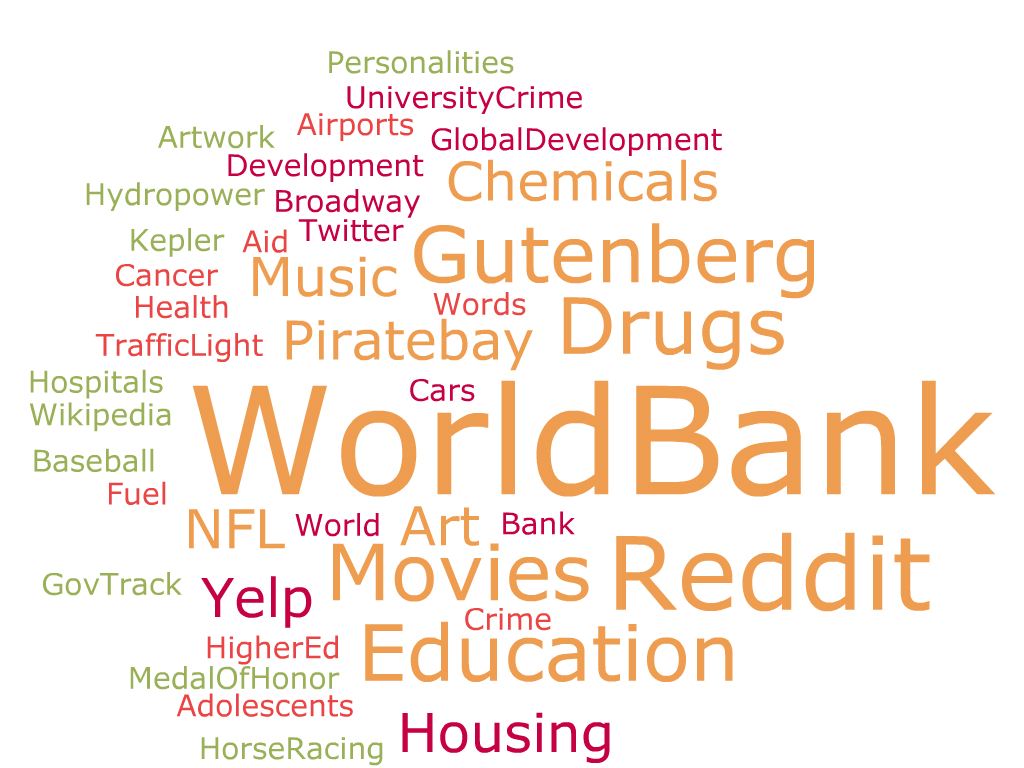 Personalities
UniversityCrime
Airports
Artwork
GlobalDevelopment
Development
Chemicals
Hydropower
Broadway
Twitter
Kepler
Aid
Gutenberg
Music
Cancer
Words
Health
Drugs
Piratebay
TrafficLight
Hospitals
Cars
Wikipedia
WorldBank
Baseball
Fuel
NFL
World
Art
Bank
Movies
Reddit
GovTrack
Yelp
Crime
HigherEd
Education
MedalOfHonor
Adolescents
Housing
HorseRacing